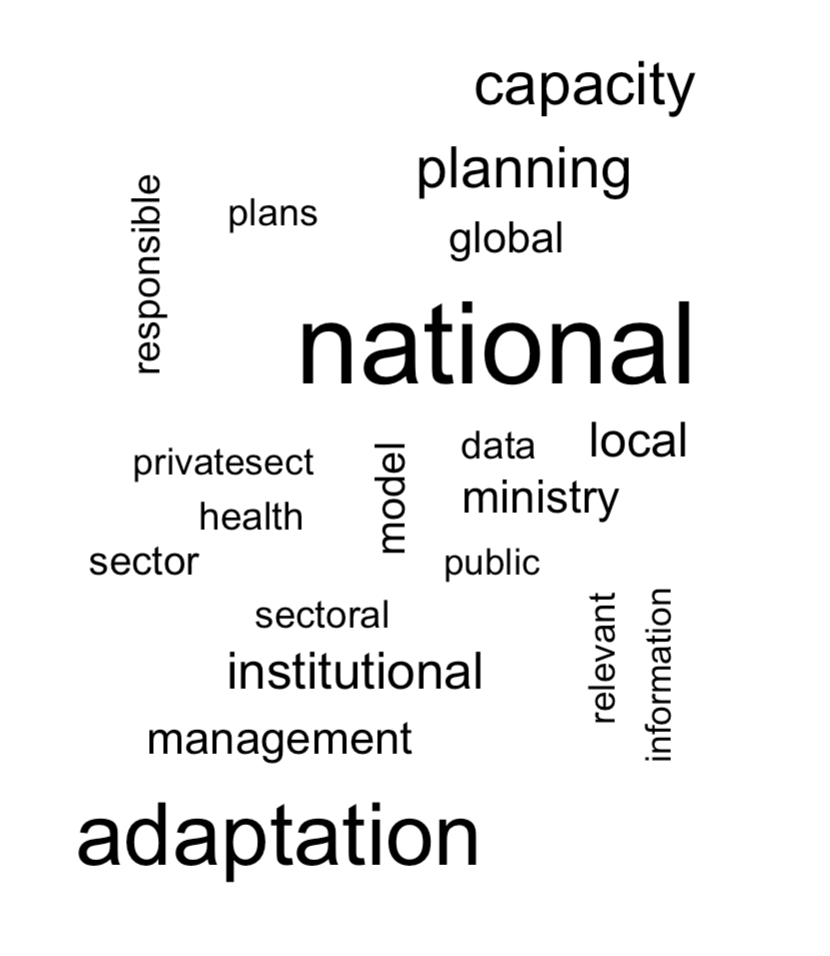 capacity
planning
responsible
plans
global
national
privatesect
model
data
local
health
ministry
sector
public
sectoral
relevant
information
institutional
management
adaptation